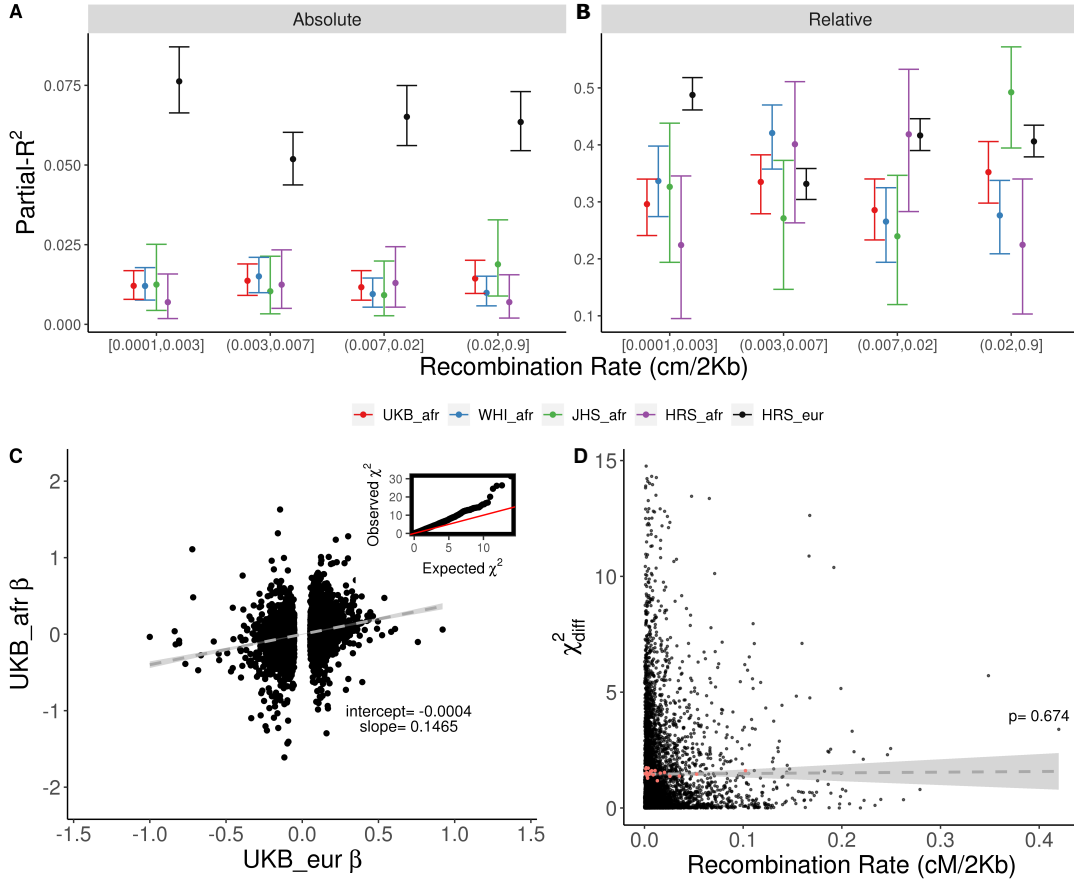 A
Absolute
B
Relative
Partial-R²
0.075
0.050
0.025
0.000
[0.0001,0.003]
(0.003,0.007]
(0.007,0.02]
(0.02,0.9]
0.5
0.4
0.3
0.2
0.1
[0.0001,0.003]
(0.003,0.007]
(0.007,0.02]
(0.02,0.9]
Recombination Rate (cm/2Kb)
UKB_afr
WHI_afr
JHS_afr
HRS_afr
HRS_eur
C
UKB_afr β
2
1
0
-1
-2
-1.5
-1.0
-0.5
0.0
0.5
1.0
1.5
UKB_eur β
intercept= -0.0004
slope= 0.1465
Observed χ²
30
20
10
0
0
5
10
Expected χ²
D
χ²diff
15
10
5
0
0.0
0.1
0.2
0.3
0.4
p= 0.674
Recombination Rate (cM/2Kb)